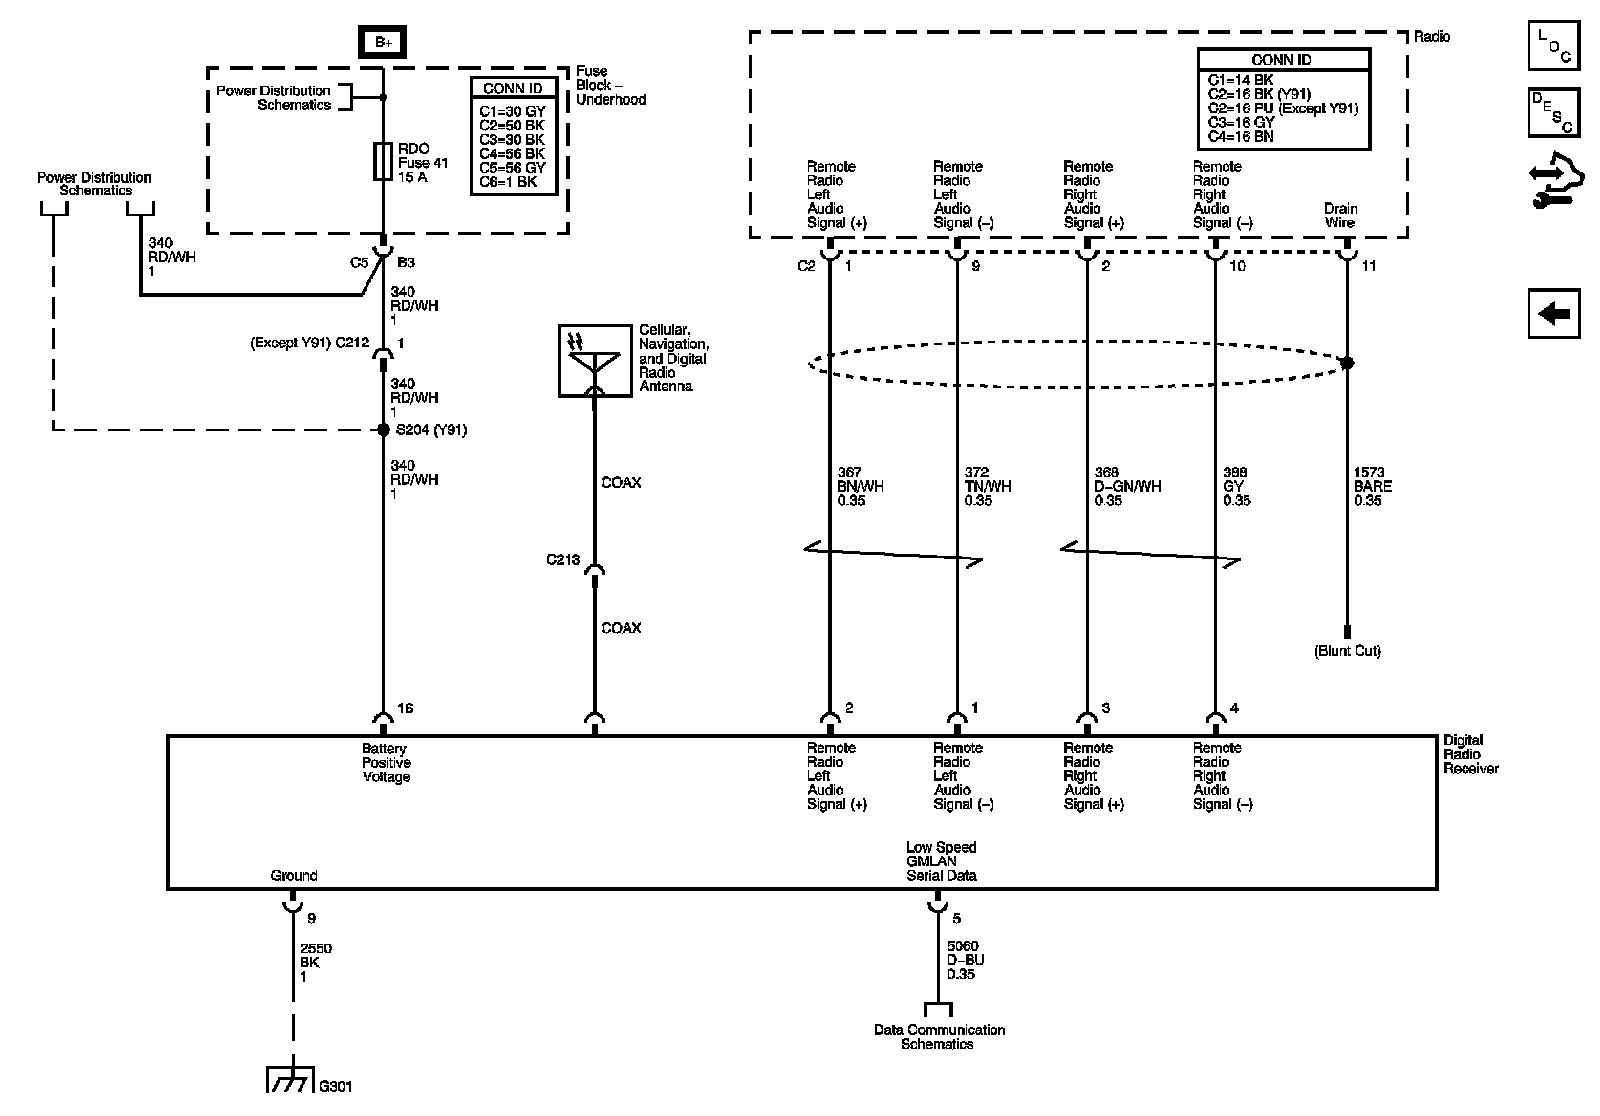 B+
Fuse
Block –
Underhood
Power Distribution
Schematics
CONN ID
C1=30 GY
C2=50 BK
C3=30 BK
C4=56 BK
C5=56 GY
C6=1 BK
RDO
Fuse 41
15 A
Power Distribution
Schematics
340
RD/WH
1
C5 B3
340
RD/WH
1
(Except Y91) C212 1
340
RD/WH
1
S204 (Y91)
340
RD/WH
1
16
Cellular,
Navigation,
and Digital
Radio
Antenna
COAX
C213
COAX
Radio
CONN ID
C1=14 BK
C2=16 BK (Y91)
C2=16 PU (Except Y91)
C3=16 GY
C4=16 BN
Remote
Radio
Left
Audio
Signal (+)
Remote
Radio
Left
Audio
Signal (–)
Remote
Radio
Right
Audio
Signal (+)
Remote
Radio
Right
Audio
Signal (–)
Drain
Wire
C2 1 9 2 10 11
367
BN/WH
0.35
372
TN/WH
0.35
368
D–GN/WH
0.35
399
GY
0.35
1573
BARE
0.35
(Blunt Cut)
2 1 3 4
Digital
Radio
Receiver
Battery
Positive
Voltage
Remote
Radio
Left
Audio
Signal (+)
Remote
Radio
Left
Audio
Signal (–)
Remote
Radio
Right
Audio
Signal (+)
Remote
Radio
Right
Audio
Signal (–)
Ground
Low Speed
GMLAN
Serial Data
9
2550
BK
1
G301
5
5060
D–BU
0.35
Data Communication
Schematics
LOC
DESC